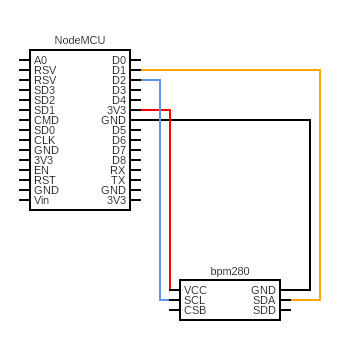 NodeMCU
A0 D0
RSV D1
RSV D2
SD3 D3
SD2 D4
SD1 3V3
CMD GND
SD0 D5
CLK D6
GND D7
3V3 D8
EN RX
RST TX
GND GND
Vin 3V3
bpm280
VCC GND
SCL SDA
CSB SDD